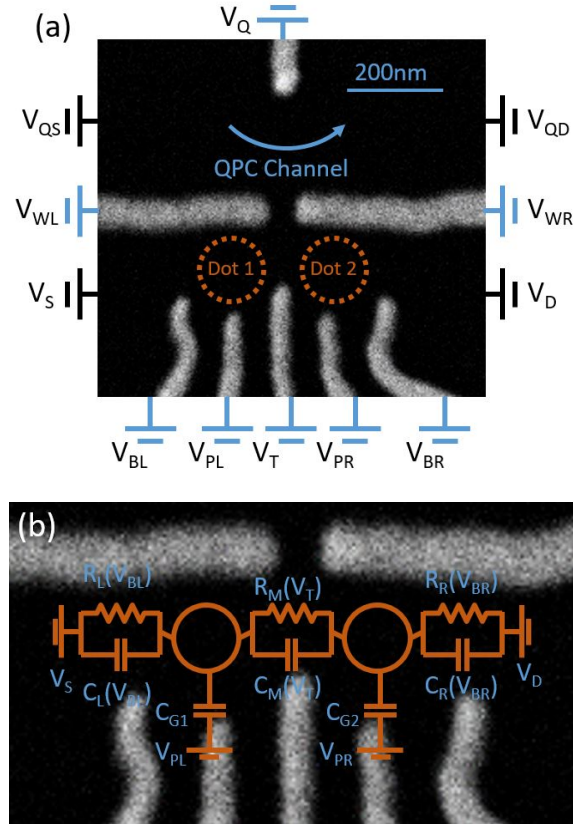 (a)
V_Q
200nm
V_QS
V_QD
QPC Channel
V_WL
V_WR
Dot 1
Dot 2
V_S
V_D
V_BL
V_PL
V_T
V_PR
V_BR
(b)
R_L(V_BL)
R_M(V_T)
R_R(V_BR)
V_S
V_D
C_L(V_BL)
C_M(V_T)
C_R(V_BR)
C_G1
C_G2
V_PL
V_PR